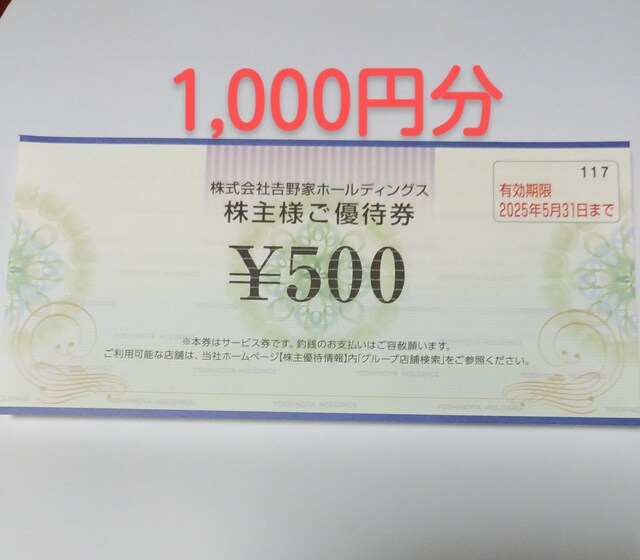 1,000円分
株式会社吉野家ホールディングス
株主様ご優待券
¥500
117
有効期限
2025年5月31日まで
※本券はサービス券です。釣銭のお支払いはご容赦願います。
ご利用可能な店舗は、当社ホームページ【株主優待情報】内「グループ店舗検索」をご参照ください。
YOSHINOYA HOLDINGS